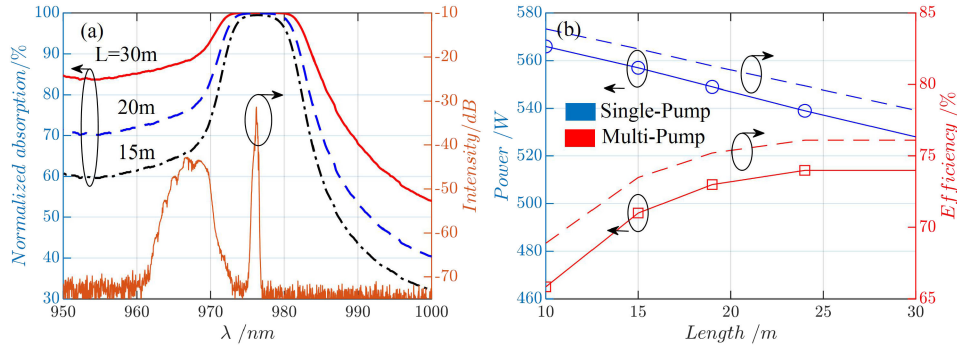 (a)
L=30m
20m
15m
Normalized absorption/(%)
100
90
80
70
60
50
40
30
-10
-20
-30
-40
-50
-60
-70
Intensity/dB
950 960 970 980 990 1000
λ /nm
(b)
Single-Pump
Multi-Pump
Power /W
580
560
540
520
500
480
460
85
80
75
70
65
Efficiency /%
10 15 20 25 30
Length /m